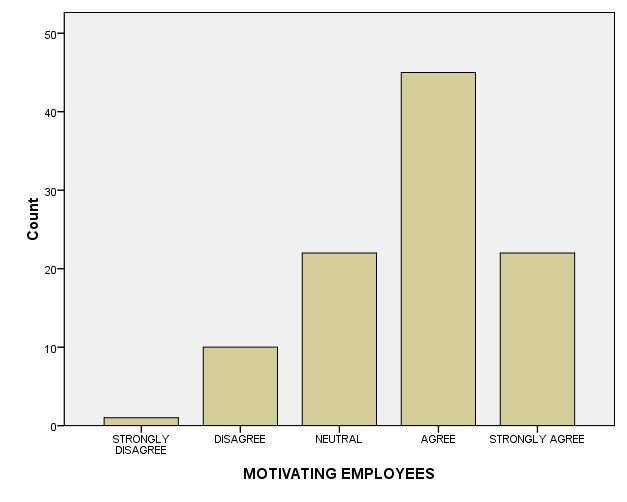 50
40
30
20
10
0
Count
STRONGLY
DISAGREE
DISAGREE
NEUTRAL
AGREE
STRONGLY AGREE
MOTIVATING EMPLOYEES